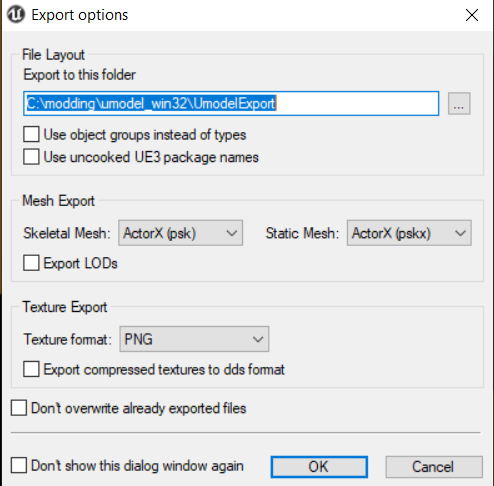 Export options
File Layout
Export to this folder
C:\modding\umodel_win32\UmodelExport
...
Use object groups instead of types
Use uncooked UE3 package names
Mesh Export
Skeletal Mesh: ActorX (psk) Static Mesh: ActorX (pskx)
Export LODs
Texture Export
Texture format: PNG
Export compressed textures to dds format
Don't overwrite already exported files
Don't show this dialog window again OK Cancel